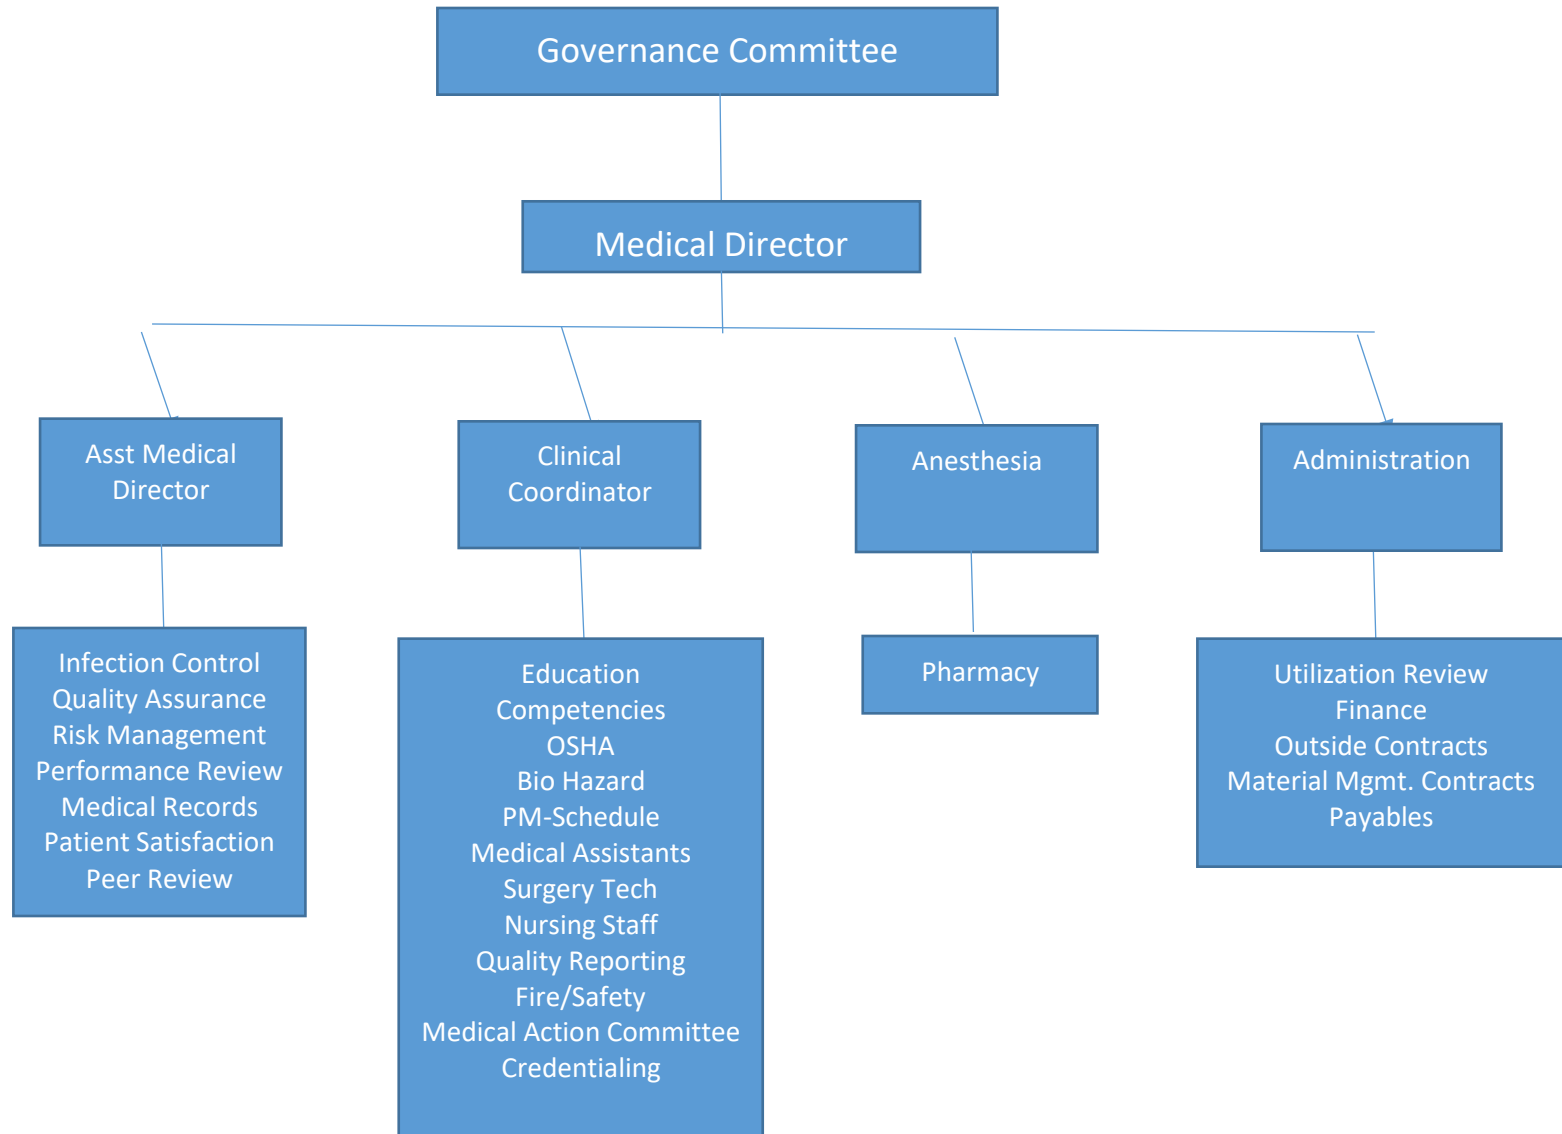 Governance Committee
Medical Director
Asst Medical
Director
Clinical
Coordinator
Anesthesia
Administration
Infection Control
Quality Assurance
Risk Management
Performance Review
Medical Records
Patient Satisfaction
Peer Review
Education
Competencies
OSHA
Bio Hazard
PM-Schedule
Medical Assistants
Surgery Tech
Nursing Staff
Quality Reporting
Fire/Safety
Medical Action Committee
Credentialing
Pharmacy
Utilization Review
Finance
Outside Contracts
Material Mgmt. Contracts
Payables